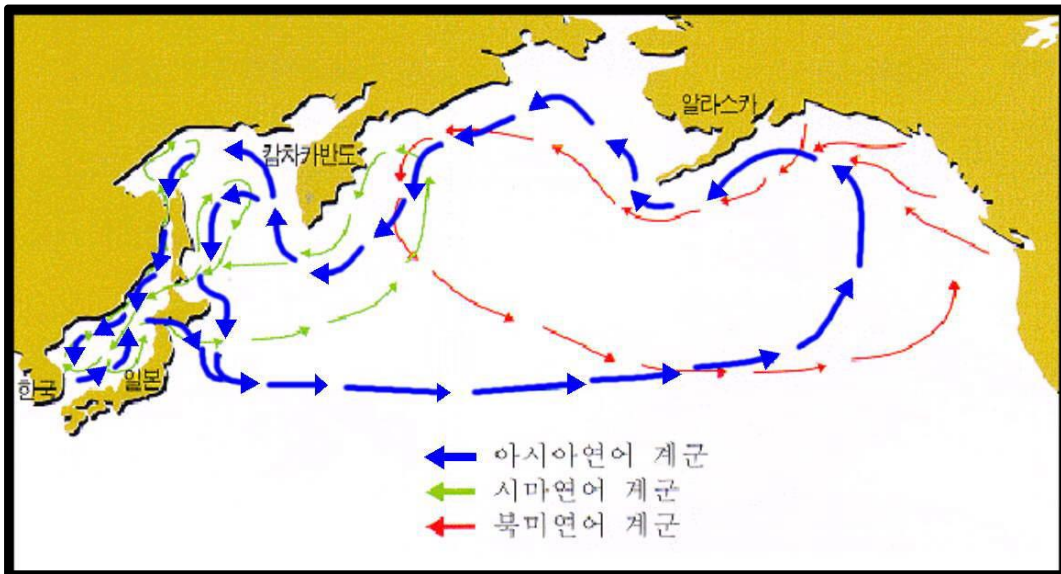 알라스카
캄차카반도
한국
일본
아시아연어 계군
시마연어 계군
북미연어 계군